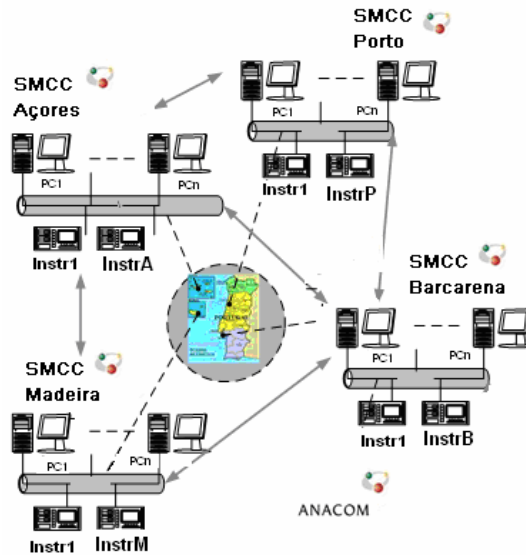 SMCC
Porto
PC1
PCn
Instr1
InstrP
SMCC
Açores
PC1
PCn
Instr1
InstrA
SMCC
Barcarena
PC1
PCn
Instr1
InstrB
SMCC
Madeira
PC1
PCn
Instr1
InstrM
ANACOM